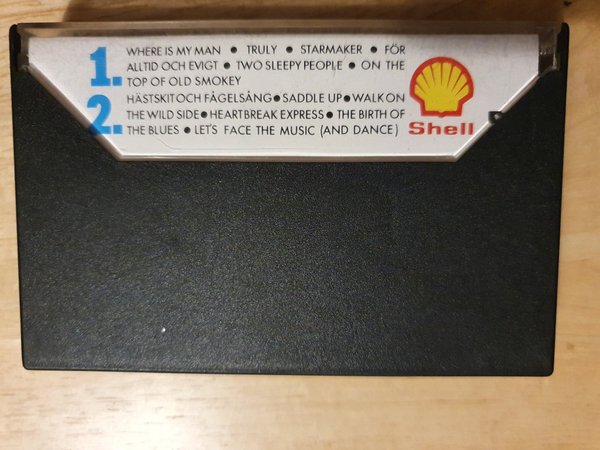 1. WHERE IS MY MAN • TRULY • STARMAKER • FÖR
ALLTID OCH EVIGT • TWO SLEEPY PEOPLE • ON THE
TOP OF OLD SMOKEY
2. HÄSTSKIT OCH FÅGELSÅNG • SADDLE UP • WALK ON
THE WILD SIDE • HEARTBREAK EXPRESS • THE BIRTH OF
THE BLUES • LET'S FACE THE MUSIC (AND DANCE)
Shell